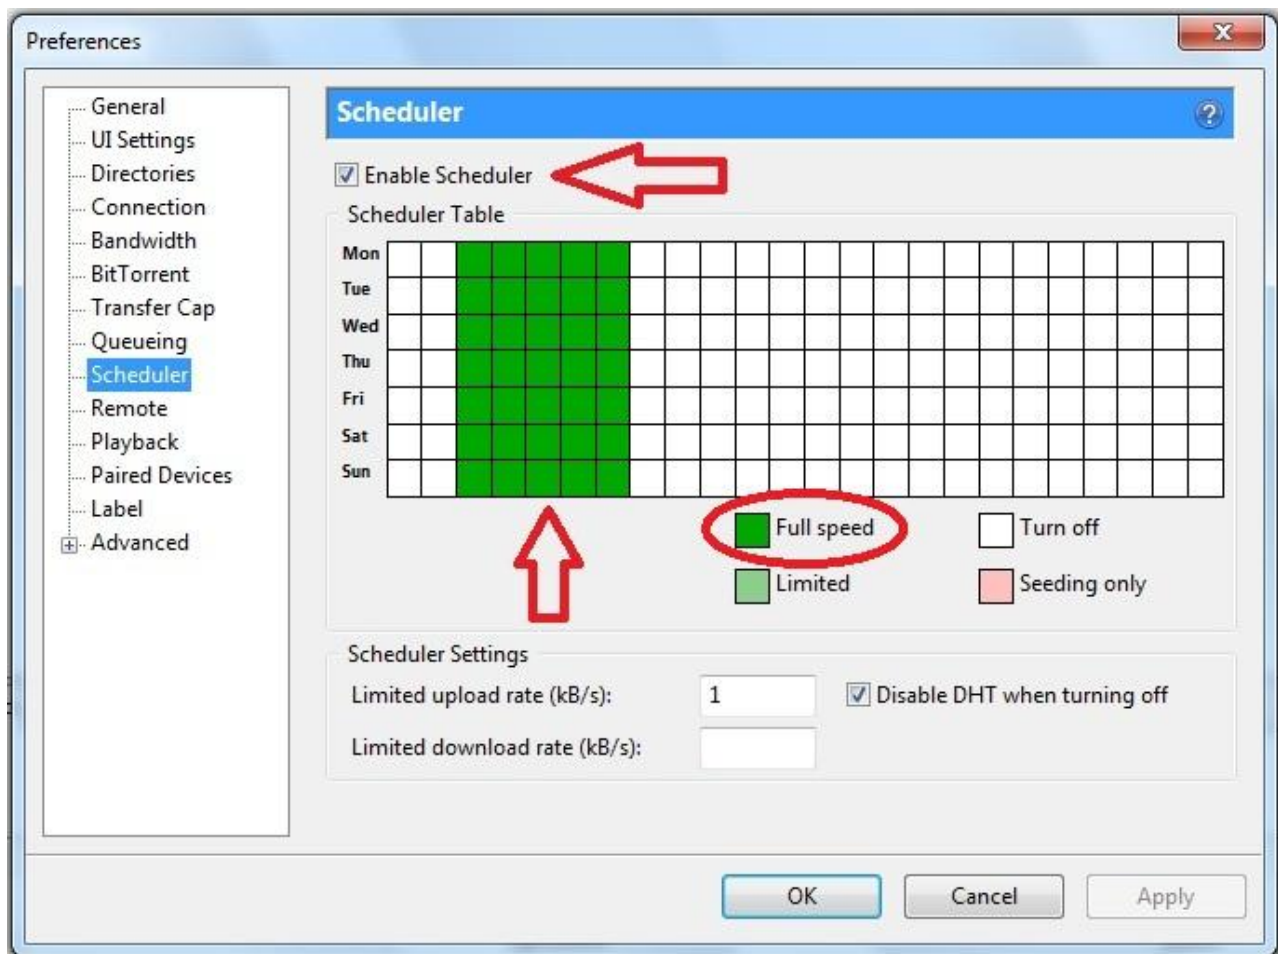 Preferences
General
UI Settings
Directories
Connection
Bandwidth
BitTorrent
Transfer Cap
Queueing
Scheduler
Remote
Playback
Paired Devices
Label
Advanced
Scheduler
Enable Scheduler
Scheduler Table
Mon
Tue
Wed
Thu
Fri
Sat
Sun
Full speed
Turn off
Limited
Seeding only
Scheduler Settings
Limited upload rate (kB/s): 1
Disable DHT when turning off
Limited download rate (kB/s):
OK
Cancel
Apply